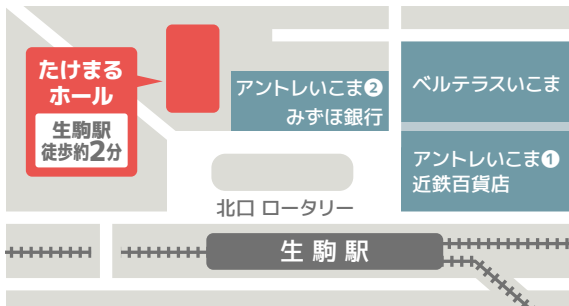 たけまる
ホール
生駒駅
徒歩約2分
アントレいこま❷
みずほ銀行
ベルテラスいこま
アントレいこま❶
近鉄百貨店
北口 ロータリー
生駒駅